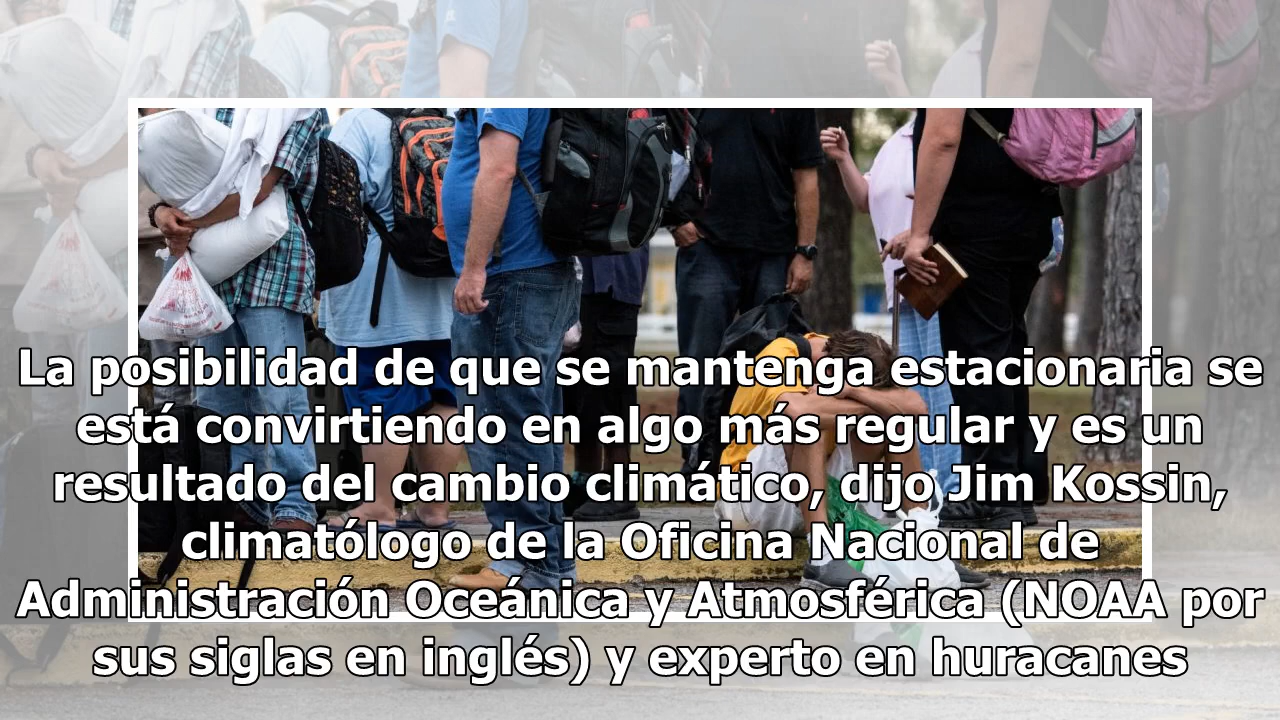 La posibilidad de que se mantenga estacionaria se
está convirtiendo en algo más regular y es un
resultado del cambio climático, dijo Jim Kossin,
climatólogo de la Oficina Nacional de
Administración Oceánica y Atmosférica (NOAA por
sus siglas en inglés) y experto en huracanes